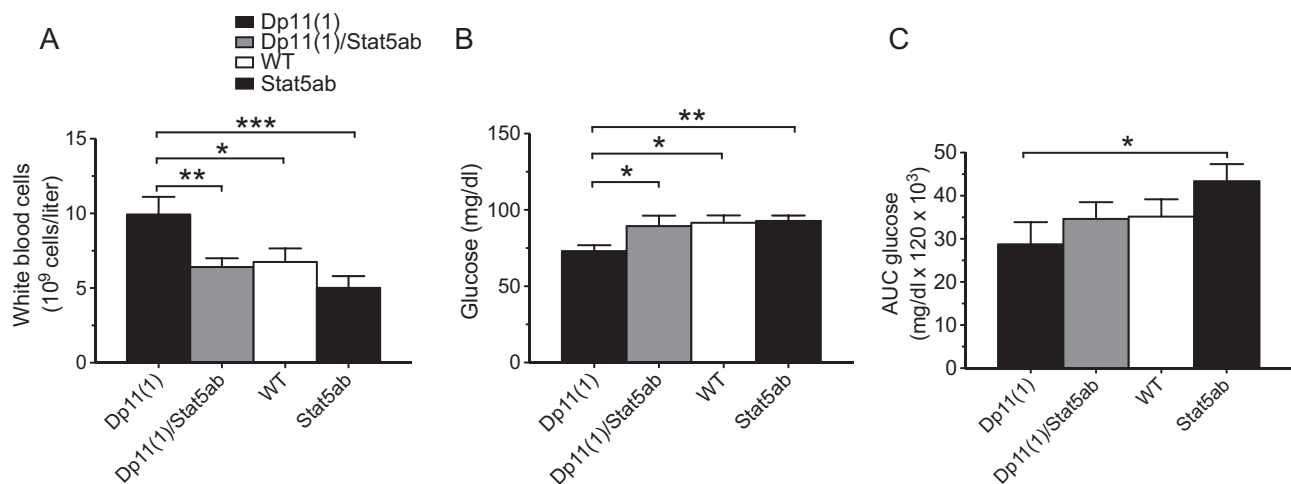 Dp11(1)
Dp11(1)/Stat5ab
WT
Stat5ab
A
White blood cells
(10⁹ cells/liter)
15
10
5
0
***
*
**
Dp11(1)
Dp11(1)/Stat5ab
WT
Stat5ab
B
Glucose (mg/dl)
150
100
50
0
**
*
*
Dp11(1)
Dp11(1)/Stat5ab
WT
Stat5ab
C
AUC glucose
(mg/dl x 120 x 10³)
50
40
30
20
10
0
*
Dp11(1)
Dp11(1)/Stat5ab
WT
Stat5ab